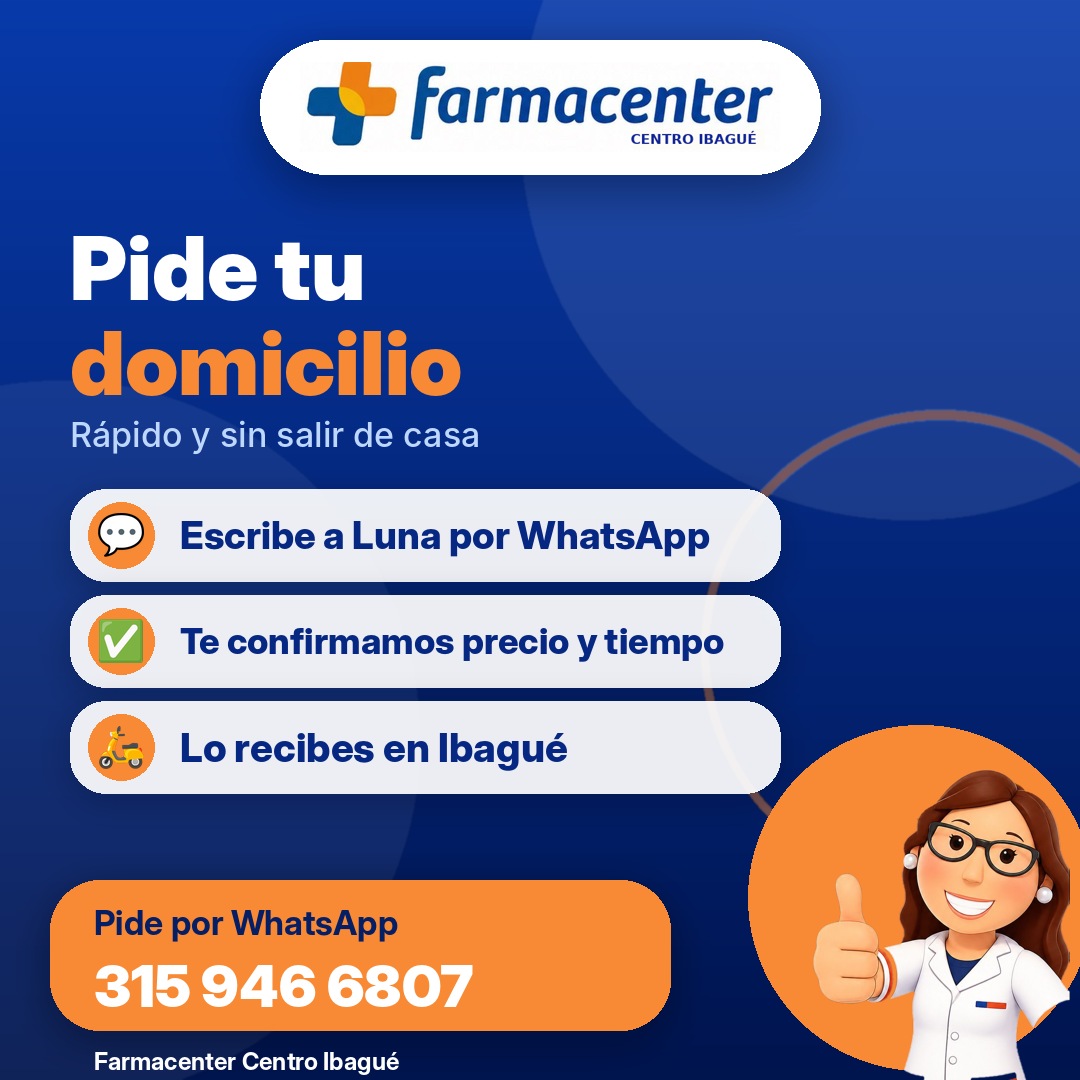 farmacenter
CENTRO IBAGUÉ
Pide tu
domicilio
Rápido y sin salir de casa
Escribe a Luna por WhatsApp
Te confirmamos precio y tiempo
Lo recibes en Ibagué
Pide por WhatsApp
315 946 6807
Farmacenter Centro Ibagué